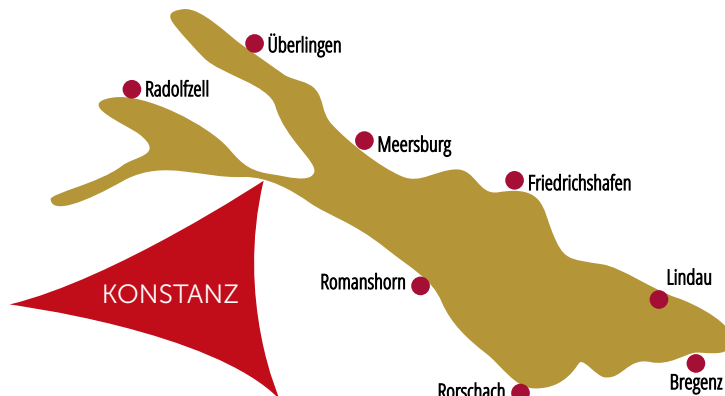 Überlingen
Radolfzell
Meersburg
Friedrichshafen
Lindau
Romanshorn
KONSTANZ
Bregenz
Rorschach